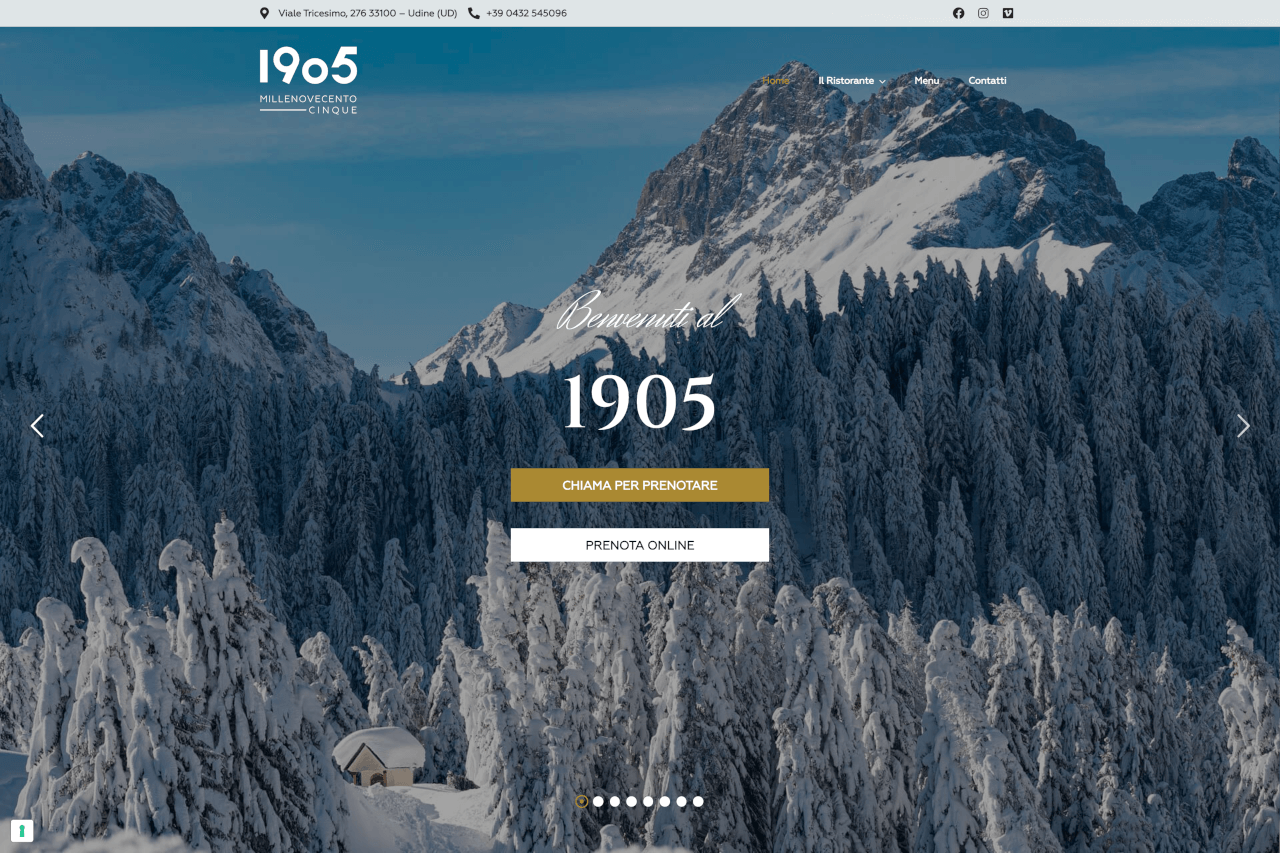 Viale Tricesimo, 276 33100 – Udine (UD) +39 0432 545096
1905
MILLENOVECENTO
CINQUE
Home Il Ristorante Menu Contatti
Benvenuti al
1905
CHIAMA PER PRENOTARE
PRENOTA ONLINE